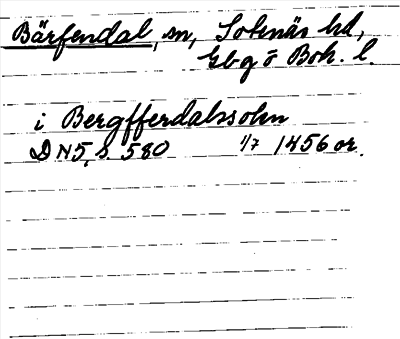 Bärfendal, sn, Sotenäs hd,
Gbg ö Boh. l.
i Bergfferdalssokn
DN 5, s. 580 1/7 1456 or.